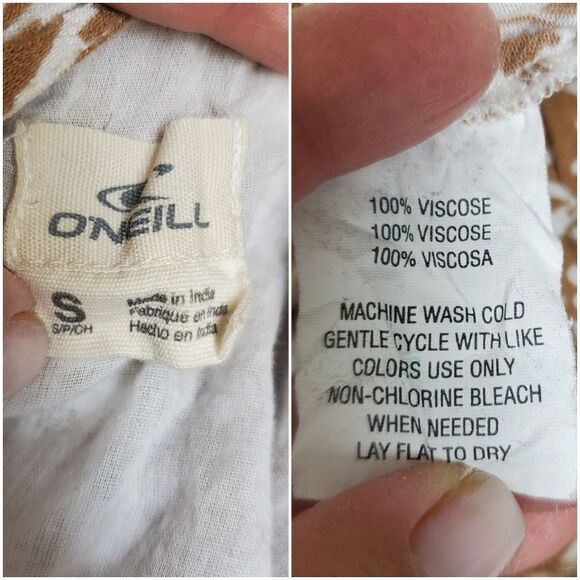 O'NEILL
S
S/P/CH
Made in India
Fabrique en Inde
Hecho en India
100% VISCOSE
100% VISCOSE
100% VISCOSA
MACHINE WASH COLD
GENTLE CYCLE WITH LIKE
COLORS USE ONLY
NON-CHLORINE BLEACH
WHEN NEEDED
LAY FLAT TO DRY